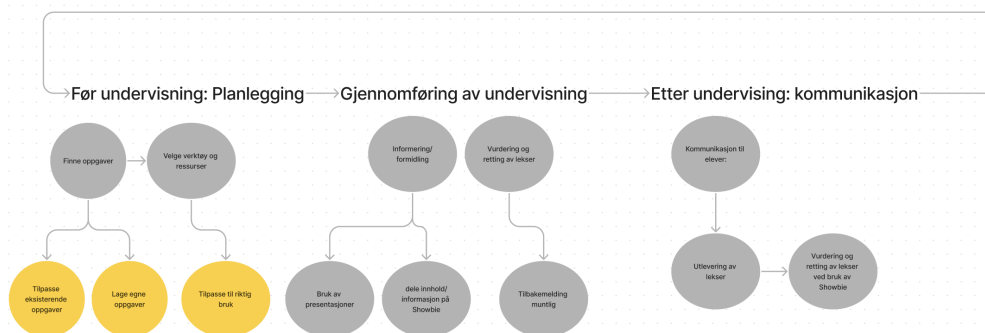 Før undervisning: Planlegging
Gjennomføring av undervisning
Etter undervising: kommunikasjon
Finne oppgaver
Velge verktøy og
ressurser
Informering/
formidling
Vurdering og
retting av lekser
Kommunikasjon til
elever:
Tilpasse
eksisterende
oppgaver
Lage egne
oppgaver
Tilpasse til riktig
bruk
Bruk av
presentasjoner
dele innhold/
informasjon på
Showbie
Tilbakemelding
muntlig
Utlevering av
lekser
Vurdering og
retting av lekser
ved bruk av
Showbie